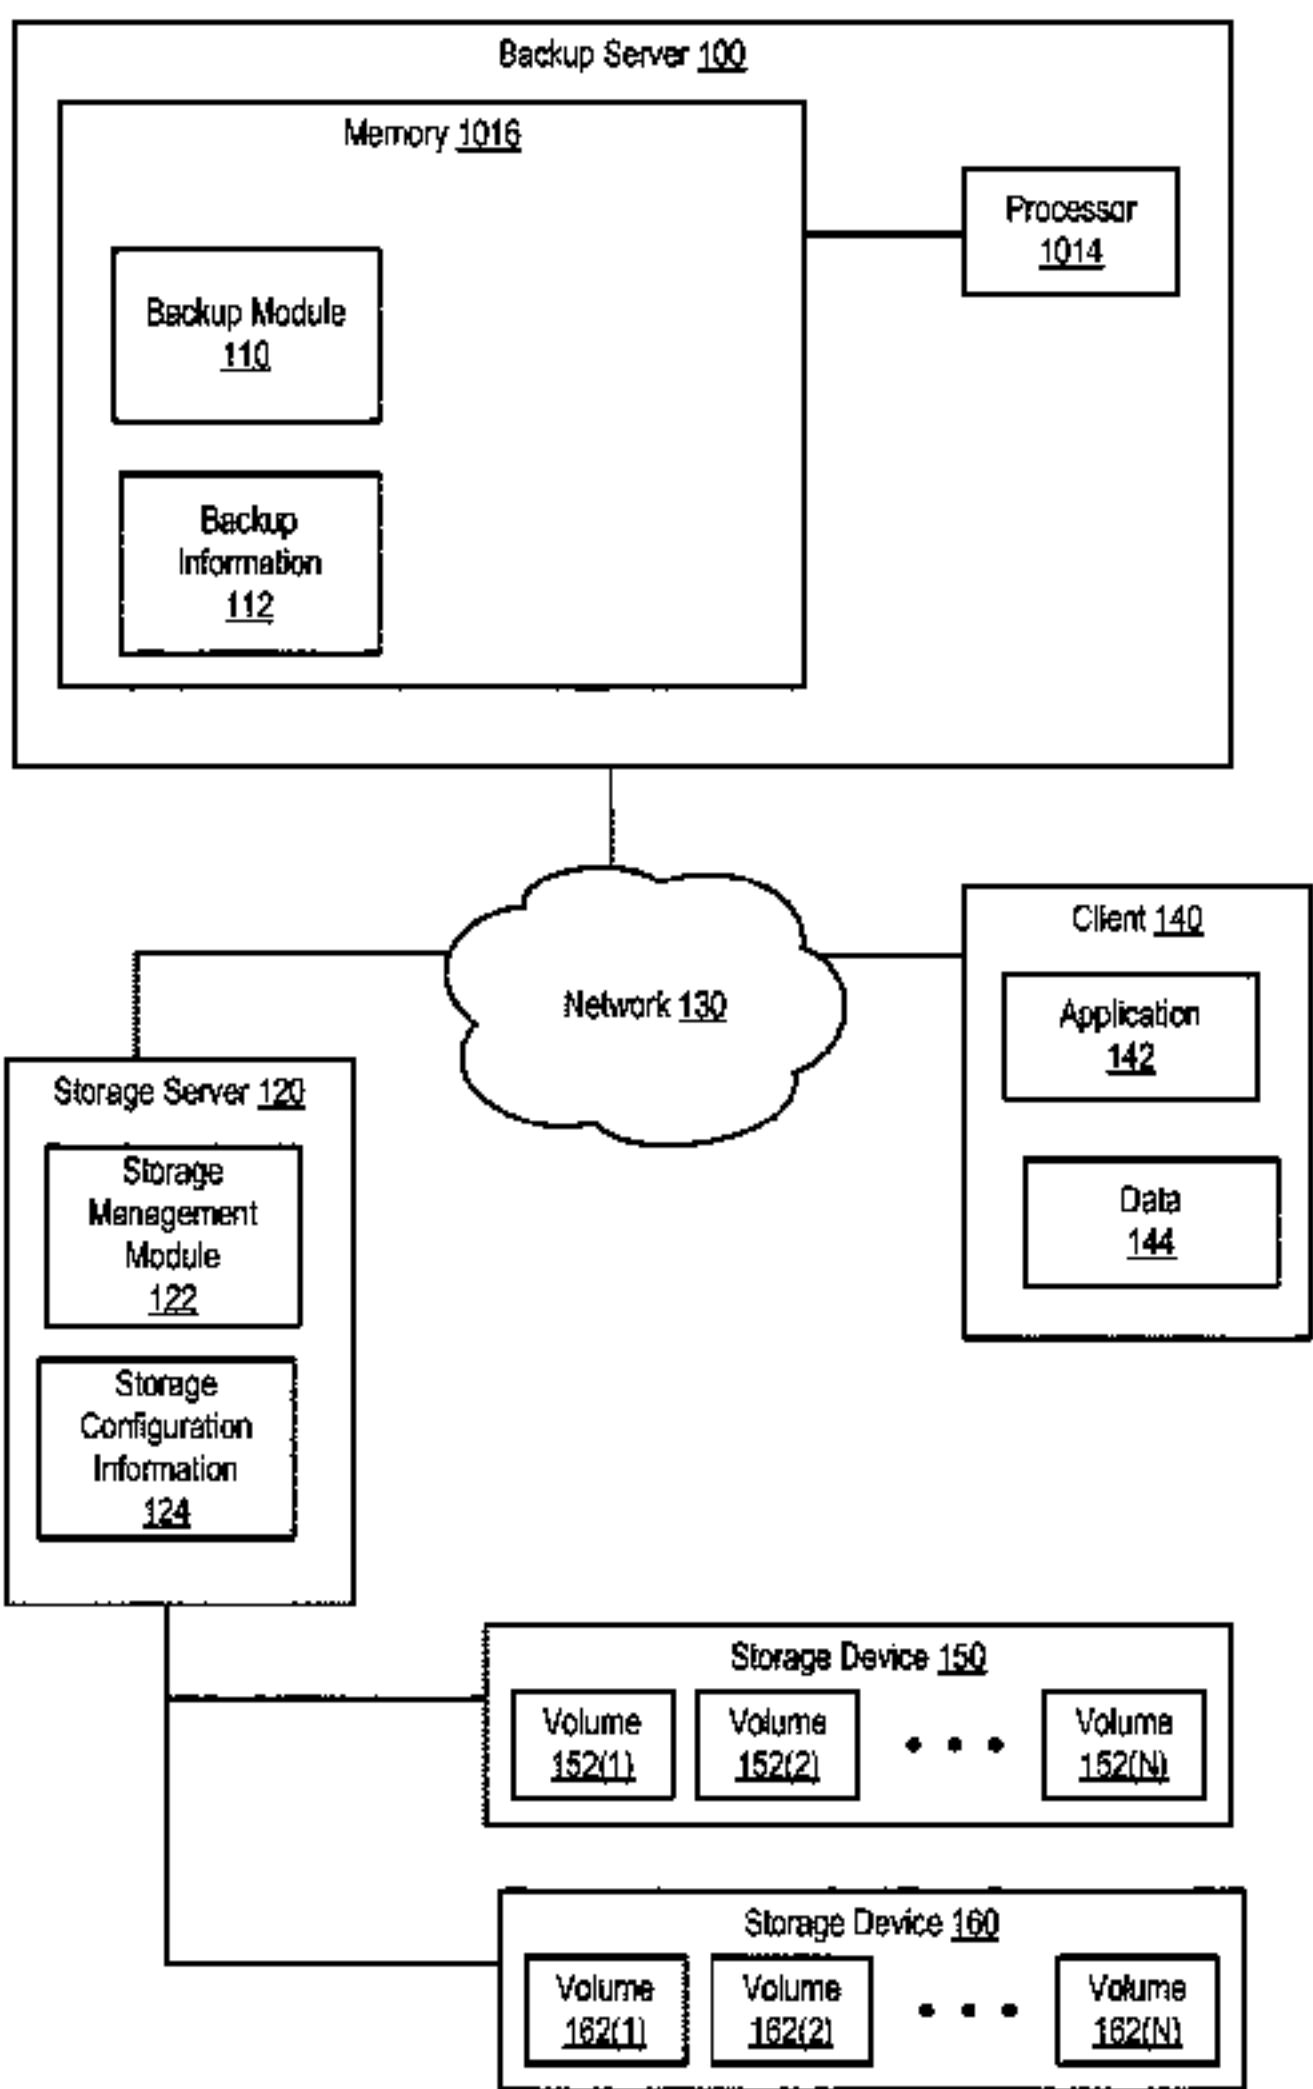 Backup Server 100
Memory 1016
Processor
1014
Backup Module
110
Backup
Information
112
Network 130
Client 140
Application
142
Data
144
Storage Server 120
Storage
Management
Module
122
Storage
Configuration
Information
124
Storage Device 150
Volume
152(1)
Volume
152(2)
Volume
152(N)
Storage Device 160
Volume
162(1)
Volume
162(2)
Volume
162(N)